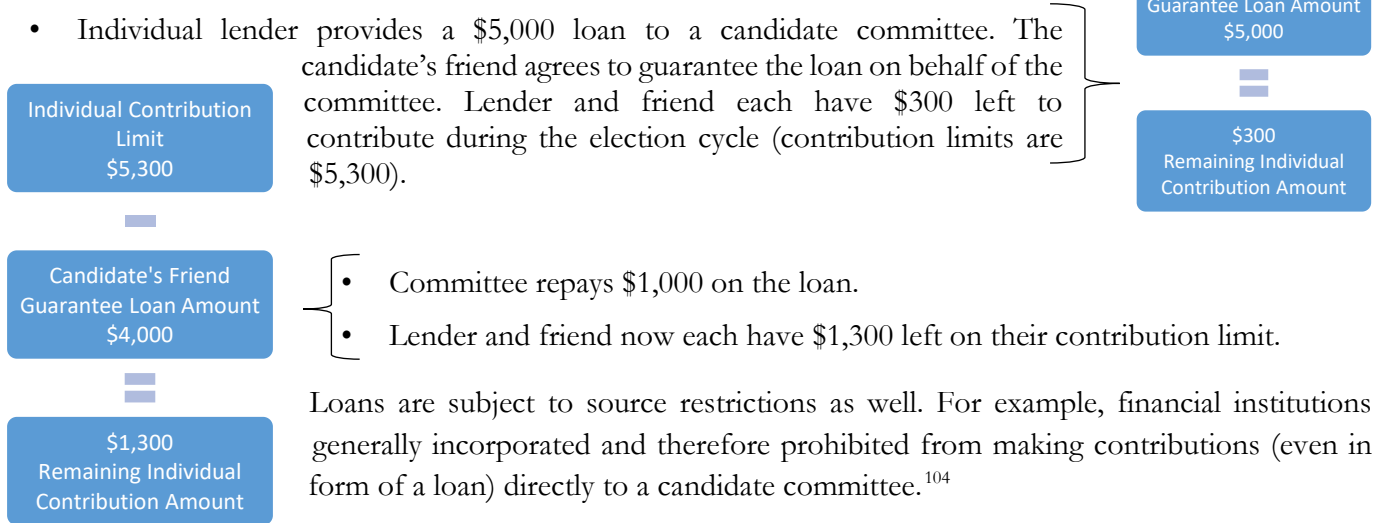 Guarantee Loan Amount
$5,000
• Individual lender provides a $5,000 loan to a candidate committee. The
candidate’s friend agrees to guarantee the loan on behalf of the
committee. Lender and friend each have $300 left to
contribute during the election cycle (contribution limits are
$5,300).
$300
Remaining Individual
Contribution Amount
Individual Contribution
Limit
$5,300
Candidate's Friend
Guarantee Loan Amount
$4,000
$1,300
Remaining Individual
Contribution Amount
• Committee repays $1,000 on the loan.
• Lender and friend now each have $1,300 left on their contribution limit.
Loans are subject to source restrictions as well. For example, financial institutions
generally incorporated and therefore prohibited from making contributions (even in
form of a loan) directly to a candidate committee.104